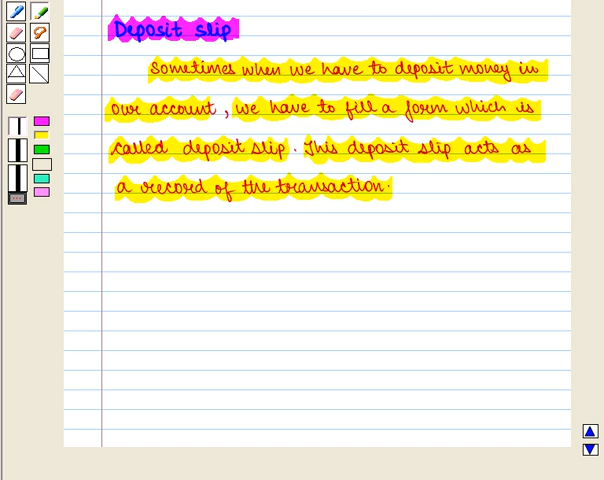 Deposit slip
Sometimes when we have to deposit money in
our account, we have to fill a form which is
called deposit slip. This deposit slip acts as
a record of the transaction.